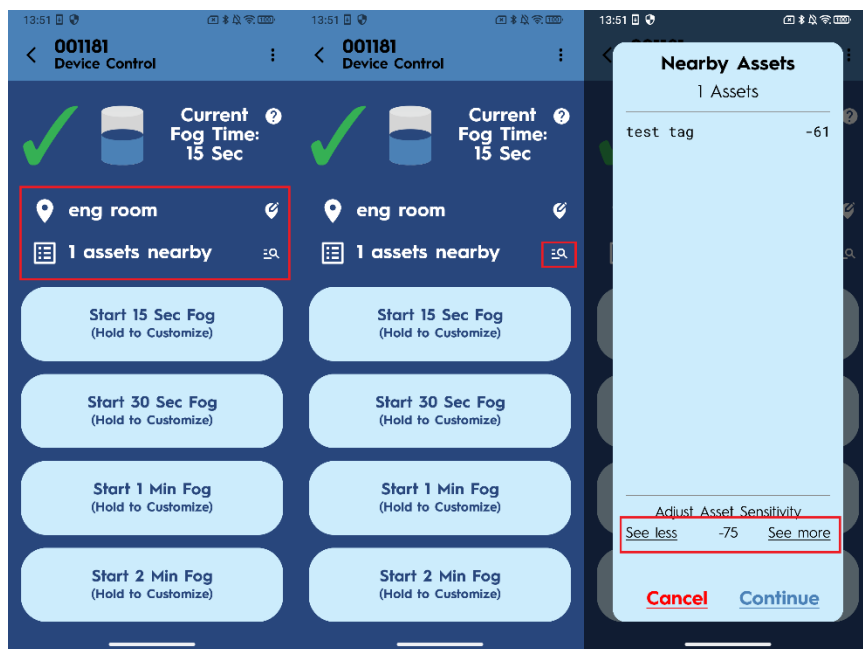 13:51
001181
Device Control
Current
Fog Time:
15 Sec
eng room
1 assets nearby
Start 15 Sec Fog
(Hold to Customize)
Start 30 Sec Fog
(Hold to Customize)
Start 1 Min Fog
(Hold to Customize)
Start 2 Min Fog
(Hold to Customize)
13:51
001181
Device Control
Current
Fog Time:
15 Sec
eng room
1 assets nearby
Start 15 Sec Fog
(Hold to Customize)
Start 30 Sec Fog
(Hold to Customize)
Start 1 Min Fog
(Hold to Customize)
Start 2 Min Fog
(Hold to Customize)
13:51
Nearby Assets
1 Assets
test tag -61
Adjust Asset Sensitivity
See less -75 See more
Cancel Continue